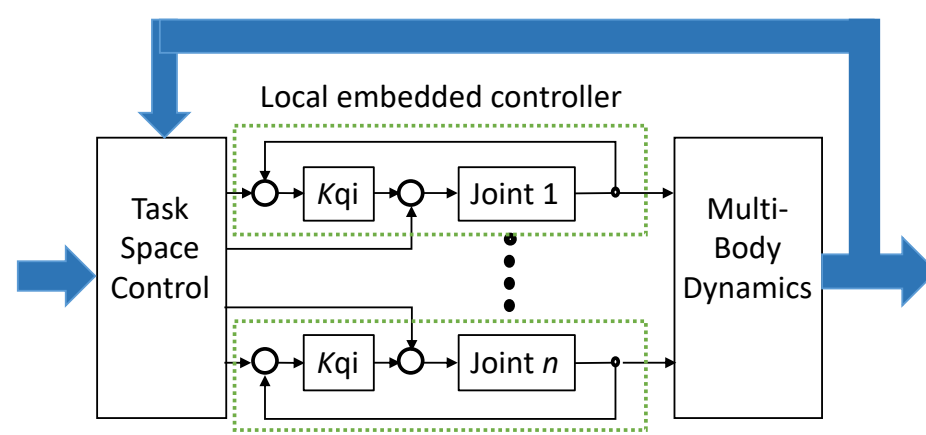 Local embedded controller
Task
Space
Control
Kqi
Joint 1
Multi-
Body
Dynamics
Kqi
Joint n